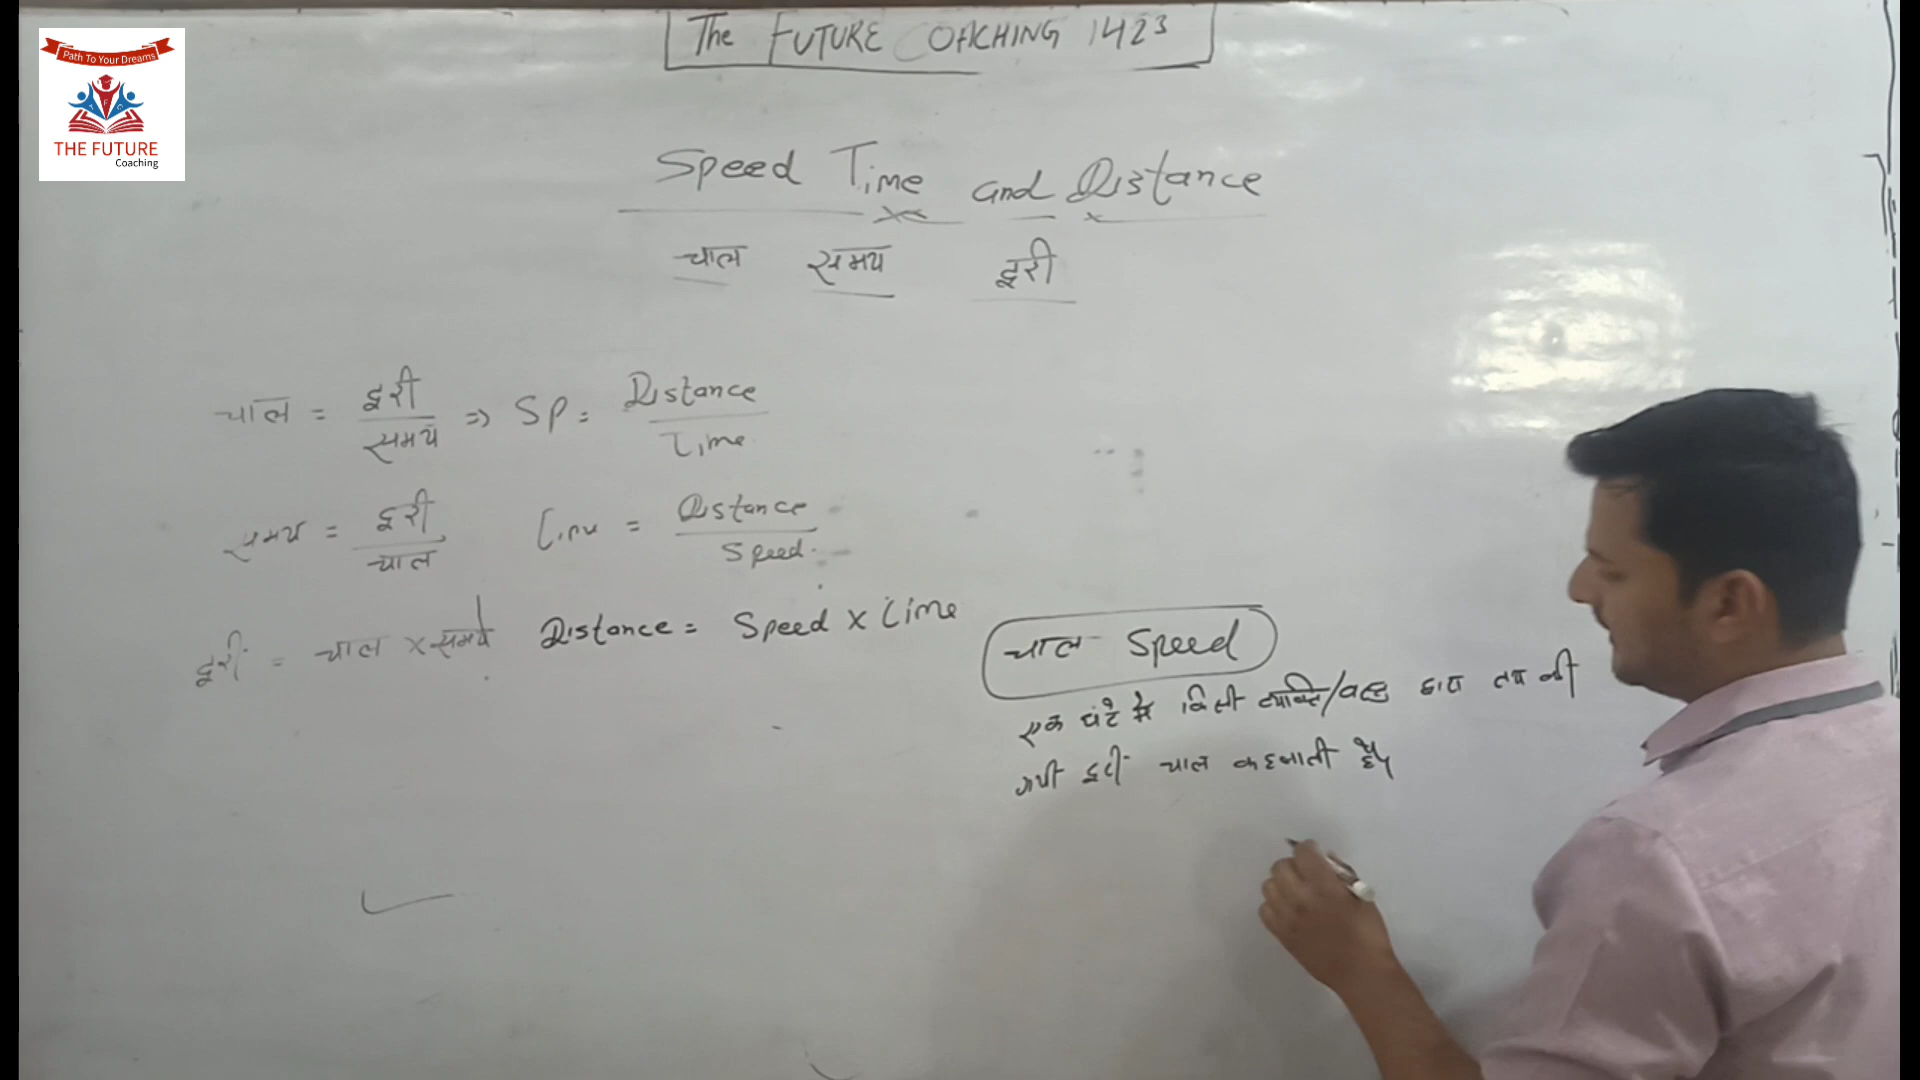 The FUTURE COACHING 1423
Path To Your Dreams
THE FUTURE
Coaching
Speed Time and Distance
चाल समय दूरी
चाल = दूरी / समय => SP = Distance / Time
समय = दूरी / चाल Time = Distance / Speed
दूरी = चाल × समय Distance = Speed × Time
चाल Speed
एक घंटे में किसी व्यक्ति/वस्तु द्वारा तय की
गयी दूरी चाल कहलाती है